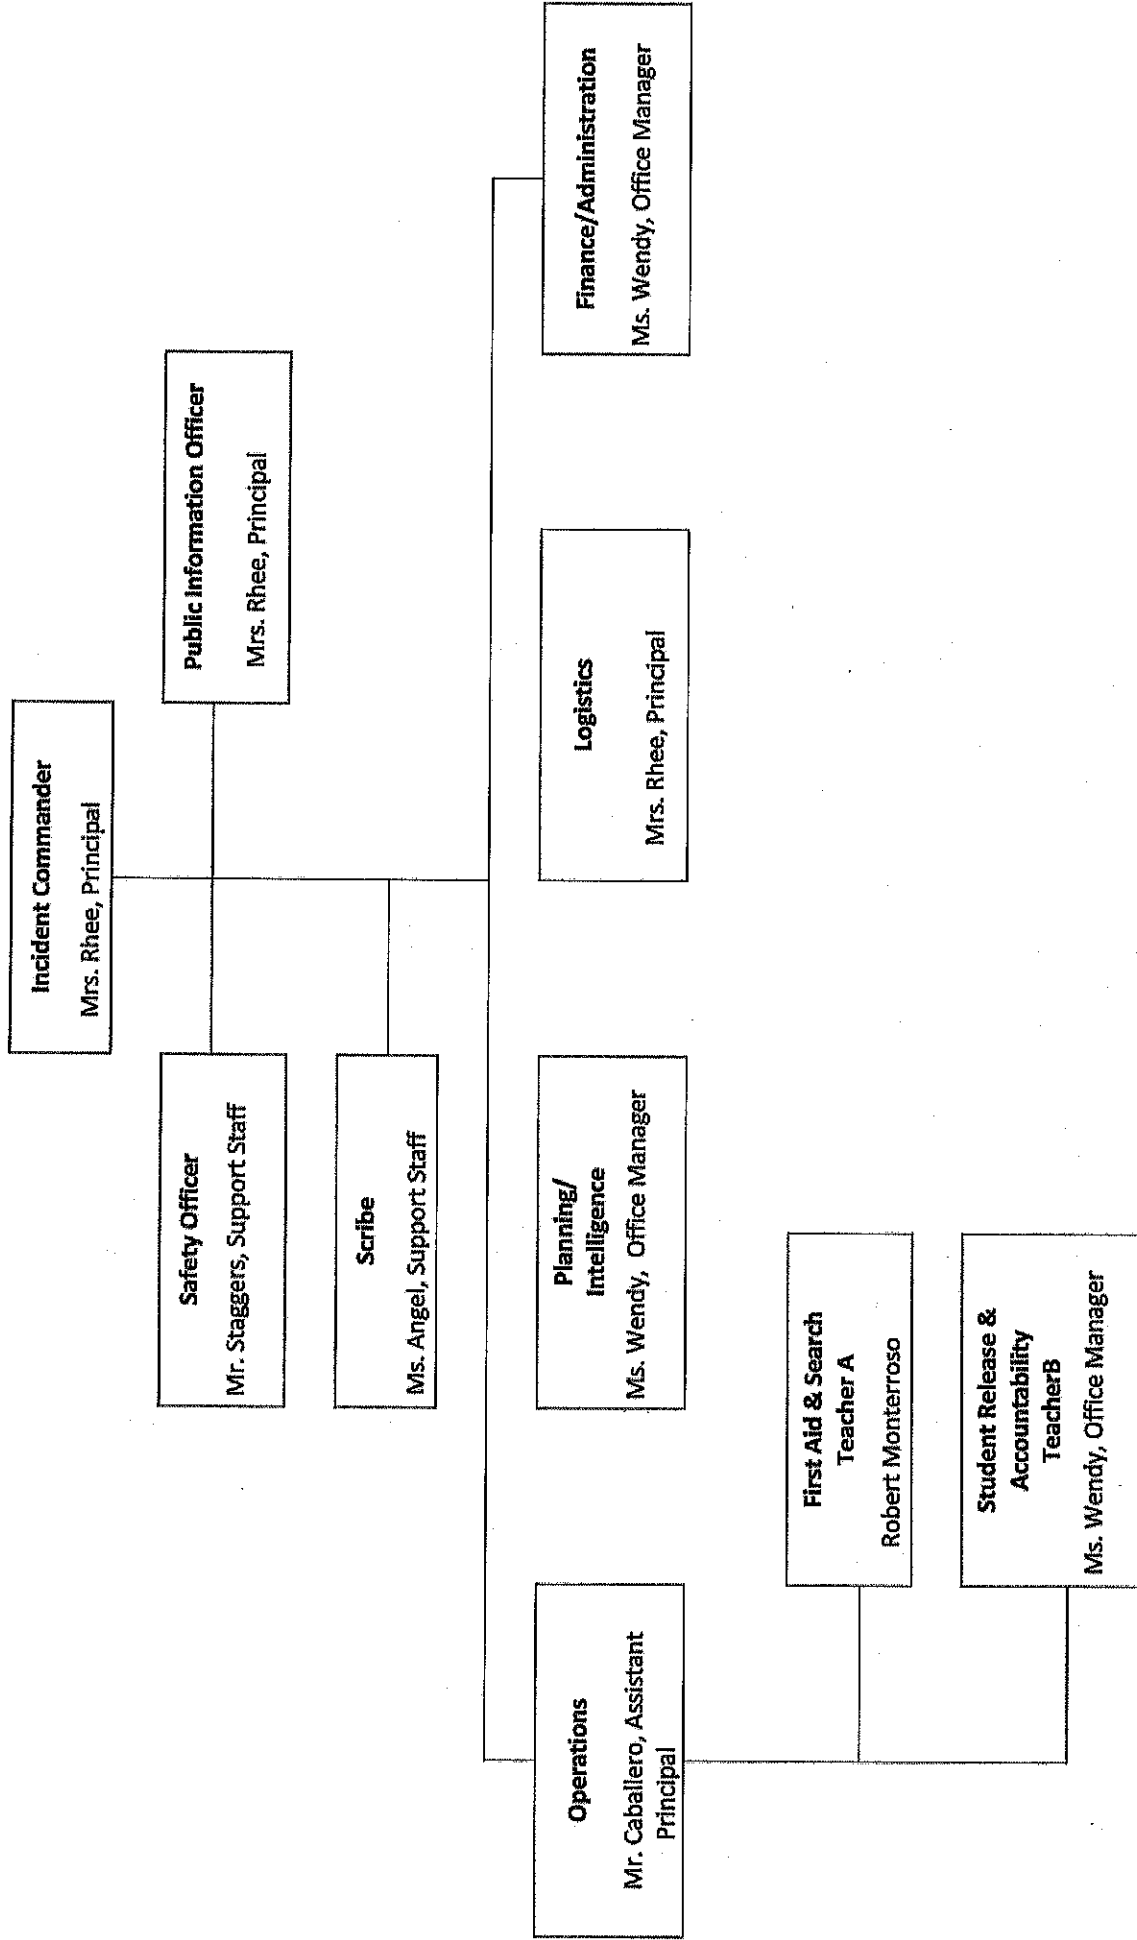 Incident Commander
Mrs. Rhee, Principal
Safety Officer
Mr. Staggers, Support Staff
Public Information Officer
Mrs. Rhee, Principal
Scribe
Ms. Angel, Support Staff
Operations
Mr. Caballero, Assistant
Principal
Planning/
Intelligence
Ms. Wendy, Office Manager
Logistics
Mrs. Rhee, Principal
Finance/Administration
Ms. Wendy, Office Manager
First Aid & Search
Teacher A
Robert Monterroso
Student Release &
Accountability
TeacherB
Ms. Wendy, Office Manager